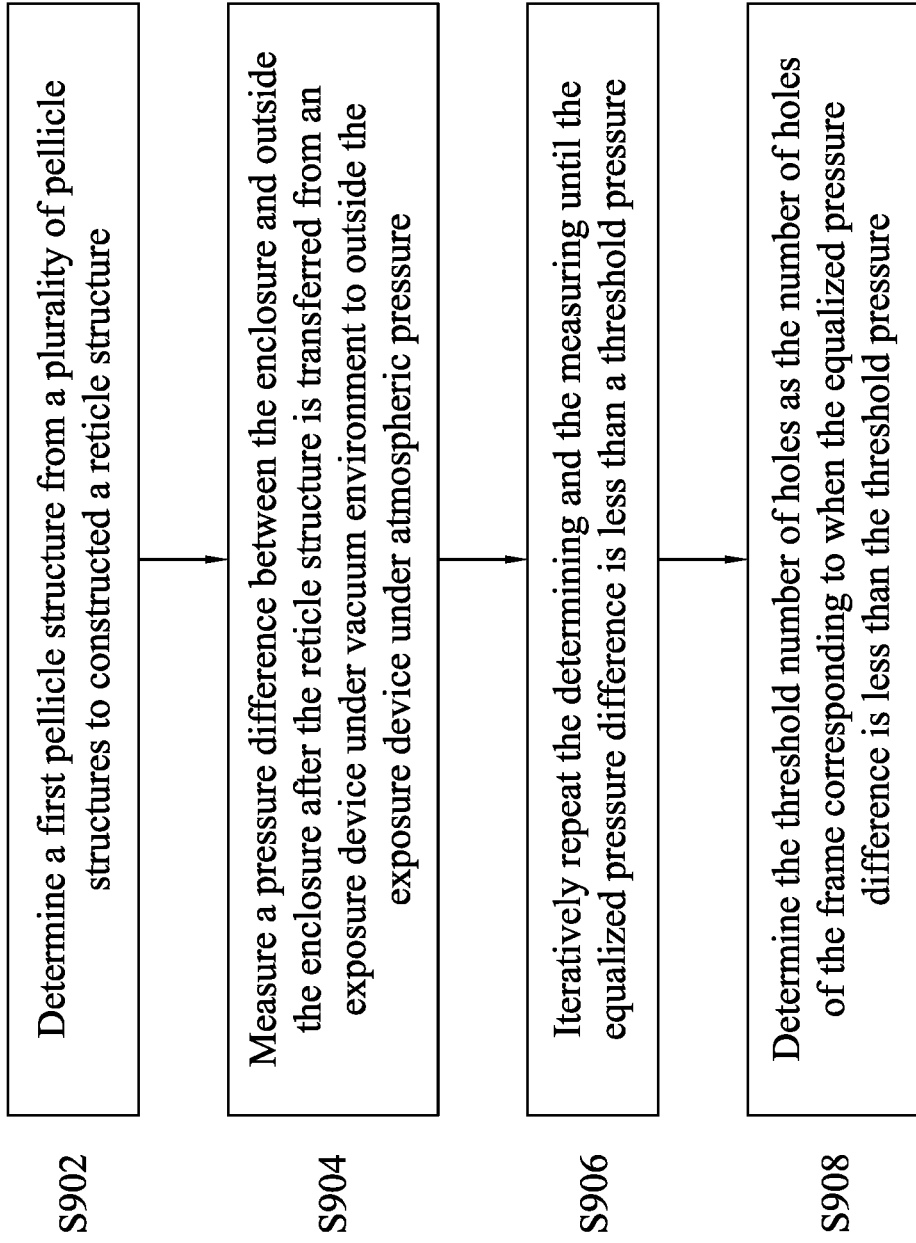 S902
Determine a first pellicle structure from a plurality of pellicle
structures to constructed a reticle structure
S904
Measure a pressure difference between the enclosure and outside
the enclosure after the reticle structure is transferred from an
exposure device under vacuum environment to outside the
exposure device under atmospheric pressure
S906
Iteratively repeat the determining and the measuring until the
equalized pressure difference is less than a threshold pressure
S908
Determine the threshold number of holes as the number of holes
of the frame corresponding to when the equalized pressure
difference is less than the threshold pressure